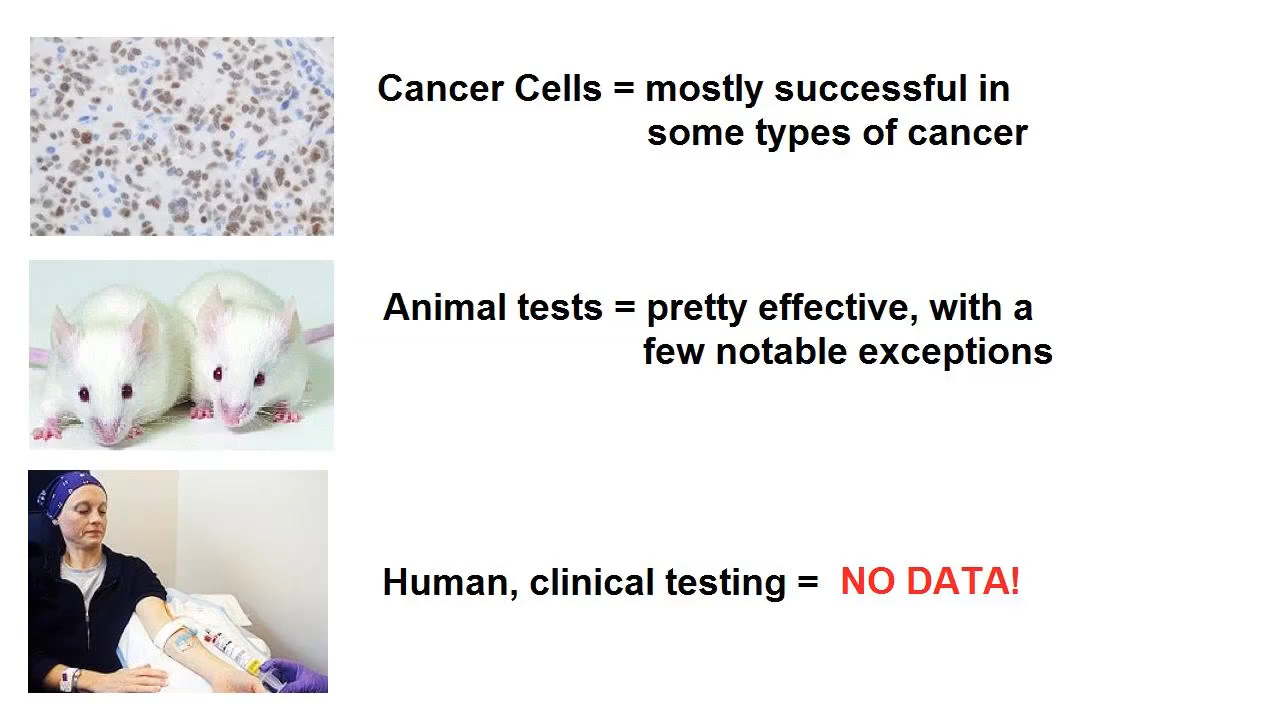 Cancer Cells = mostly successful in
some types of cancer
Animal tests = pretty effective, with a
few notable exceptions
Human, clinical testing = NO DATA!